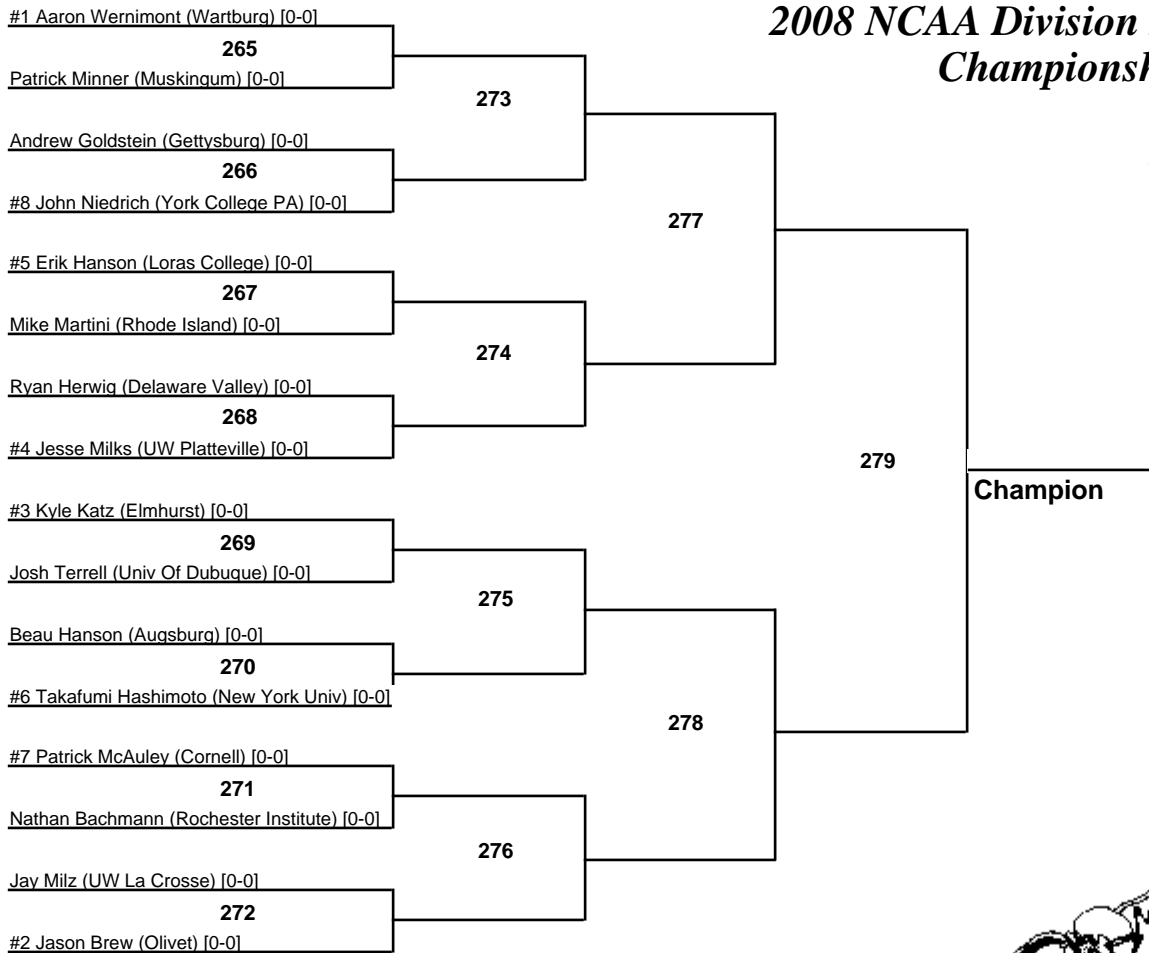 #1 Aaron Wernimont (Wartburg) [0-0]
2008 NCAA Division
Championsh
265
Patrick Minner (Muskingum) [0-0]
273
Andrew Goldstein (Gettysburg) [0-0]
266
#8 John Niedrich (York College PA) [0-0]
277
#5 Erik Hanson (Loras College) [0-0]
267
Mike Martini (Rhode Island) [0-0]
274
Ryan Herwig (Delaware Valley) [0-0]
268
#4 Jesse Milks (UW Platteville) [0-0]
279
Champion
#3 Kyle Katz (Elmhurst) [0-0]
269
Josh Terrell (Univ Of Dubuque) [0-0]
275
Beau Hanson (Augsburg) [0-0]
270
#6 Takafumi Hashimoto (New York Univ) [0-0]
278
#7 Patrick McAuley (Cornell) [0-0]
271
Nathan Bachmann (Rochester Institute) [0-0]
276
Jay Milz (UW La Crosse) [0-0]
272
#2 Jason Brew (Olivet) [0-0]